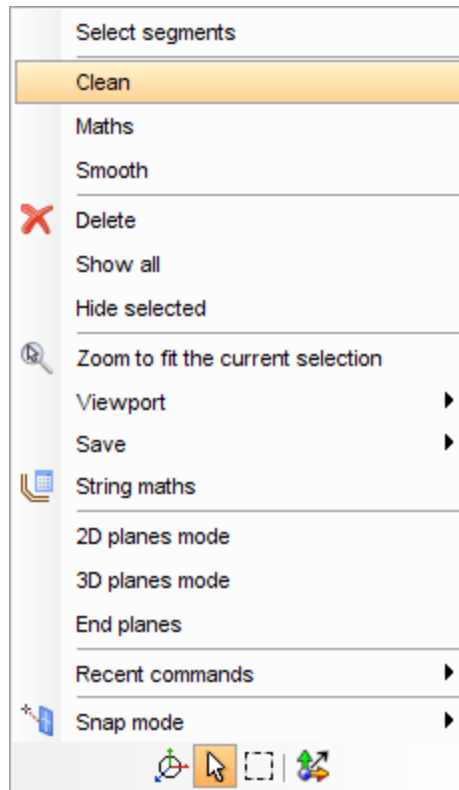 Select segments
Clean
Maths
Smooth
Delete
Show all
Hide selected
Zoom to fit the current selection
Viewport
Save
String maths
2D planes mode
3D planes mode
End planes
Recent commands
Snap mode